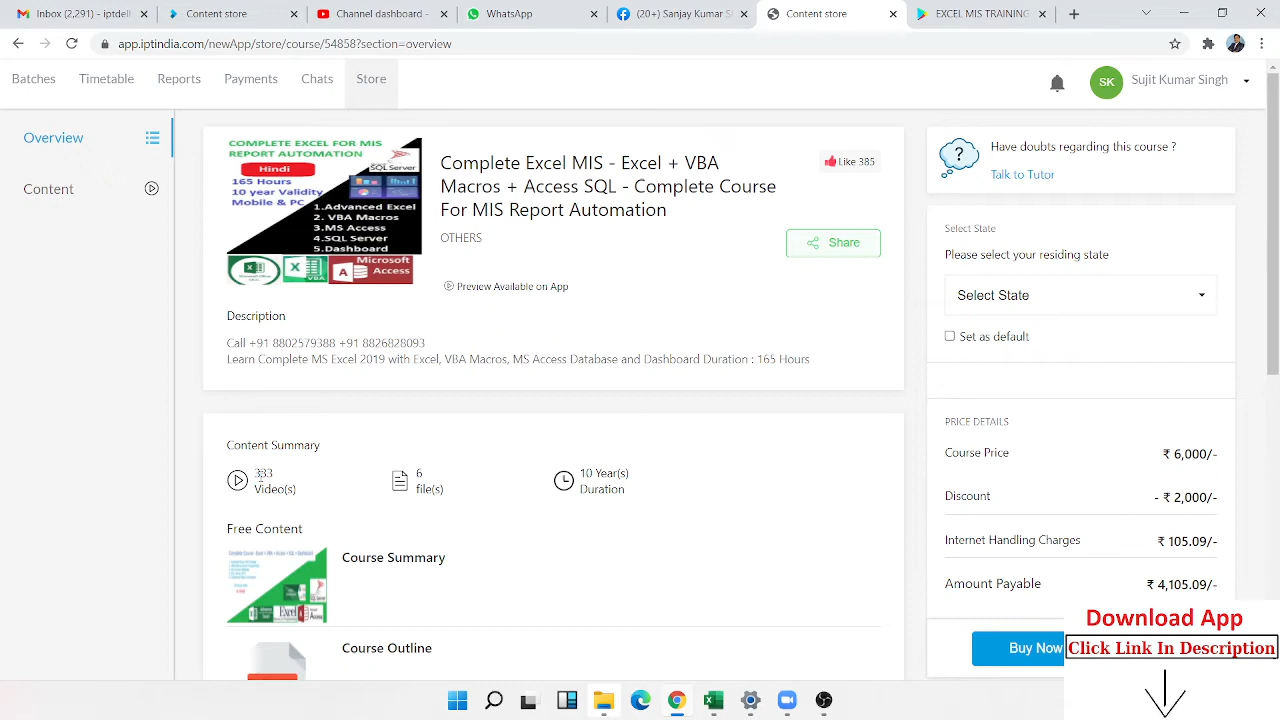 Inbox (2,291) - iptdel
Content store
Channel dashboard -
WhatsApp
(20+) Sanjay Kumar S
Content store
EXCEL MIS TRAINING
app.iptindia.com/newApp/store/course/54858?section=overview
Batches
Timetable
Reports
Payments
Chats
Store
SK
Sujit Kumar Singh
Overview
Content
COMPLETE EXCEL FOR MIS
REPORT AUTOMATION
Hindi
SQL Server
165 Hours
10 year Validity
Mobile & PC
1.Advanced Excel
2. VBA Macros
3.MS Access
4.SQL Server
5.Dashboard
VBA
Microsoft
Access
Complete Excel MIS - Excel + VBA
Macros + Access SQL - Complete Course
For MIS Report Automation
385
OTHERS
Share
Preview Available on App
Description
Call +91 8802579388 +91 8826828093
Learn Complete MS Excel 2019 with Excel, VBA Macros, MS Access Database and Dashboard Duration : 165 Hours
Content Summary
333
Video(s)
6
file(s)
10 Year(s)
Duration
Free Content
Course Summary
Course Outline
Have doubts regarding this course ?
Talk to Tutor
Select State
Please select your residing state
Select State
Set as default
PRICE DETAILS
Course Price
₹ 6,000/-
Discount
- ₹ 2,000/-
Internet Handling Charges
₹ 105.09/-
Amount Payable
₹ 4,105.09/-
Buy Now
Download App
Click Link In Description